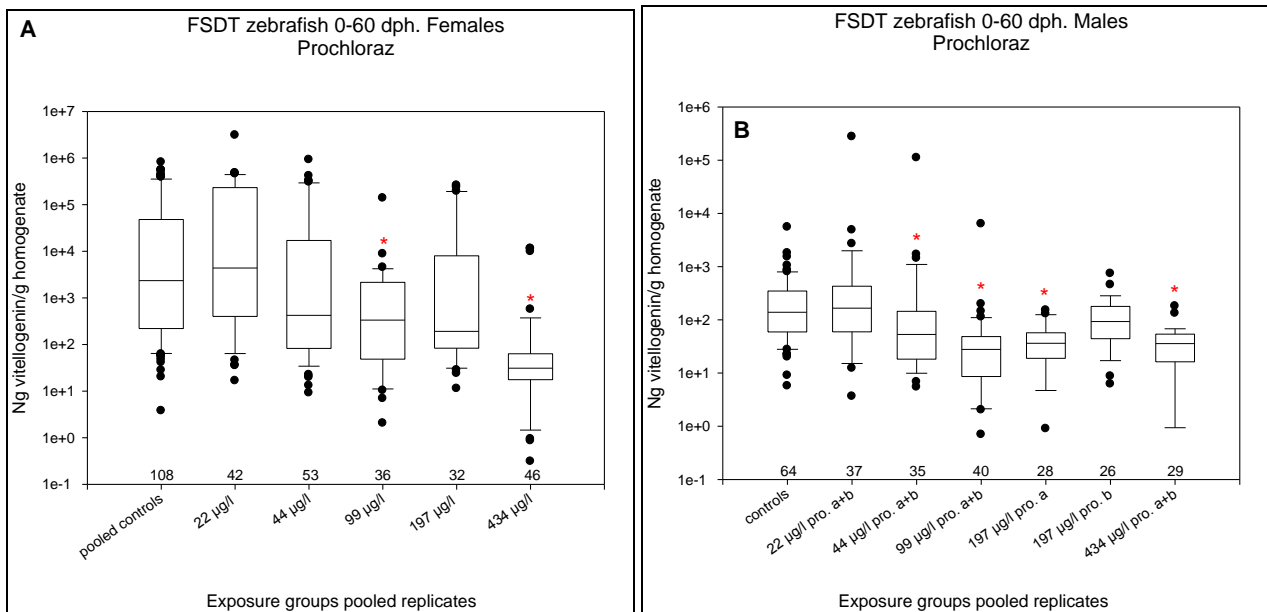 A
FSDT zebrafish 0-60 dph. Females
Prochloraz
Ng vitellogenin/g homogenate
1e+7
1e+6
1e+5
1e+4
1e+3
1e+2
1e+1
1e+0
1e-1
*
*
108 42 53 36 32 46
pooled controls
22 µg/l
44 µg/l
99 µg/l
197 µg/l
434 µg/l
Exposure groups pooled replicates
FSDT zebrafish 0-60 dph. Males
Prochloraz
B
Ng vitellogenin/g homogenate
1e+6
1e+5
1e+4
1e+3
1e+2
1e+1
1e+0
1e-1
*
*
*
*
64 37 35 40 28 26 29
controls
22 µg/l pro. a+b
44 µg/l pro. a+b
99 µg/l pro. a+b
197 µg/l pro. a
197 µg/l pro. b
434 µg/l pro. a+b
Exposure groups pooled replicates